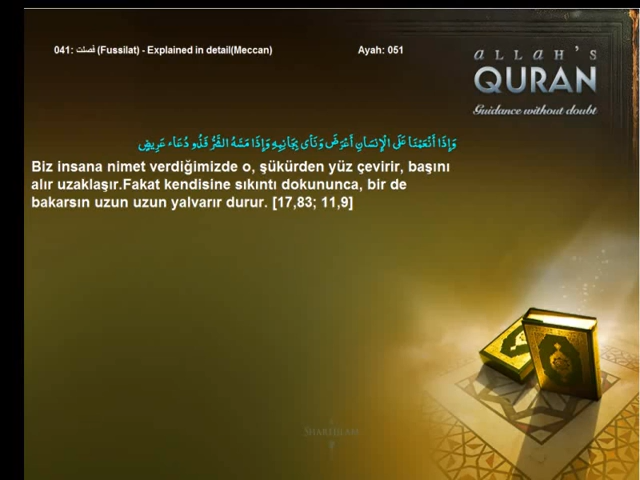 041: فصلت (Fussilat) - Explained in detail(Meccan) Ayah: 051
ALLAH'S
QURAN
Guidance without doubt
وَإِذَا أَنْعَمْنَا عَلَى الْإِنسَانِ أَعْرَضَ وَنَأَى بِجَانِبِهِ وَإِذَا مَسَّهُ الشَّرُّ فَذُو دُعَاء عَرِيضٍ
Biz insana nimet verdiğimizde o, şükürden yüz çevirir, başını
alır uzaklaşır.Fakat kendisine sıkıntı dokununca, bir de
bakarsın uzun uzun yalvarır durur. [17,83; 11,9]
SHAREISLAM